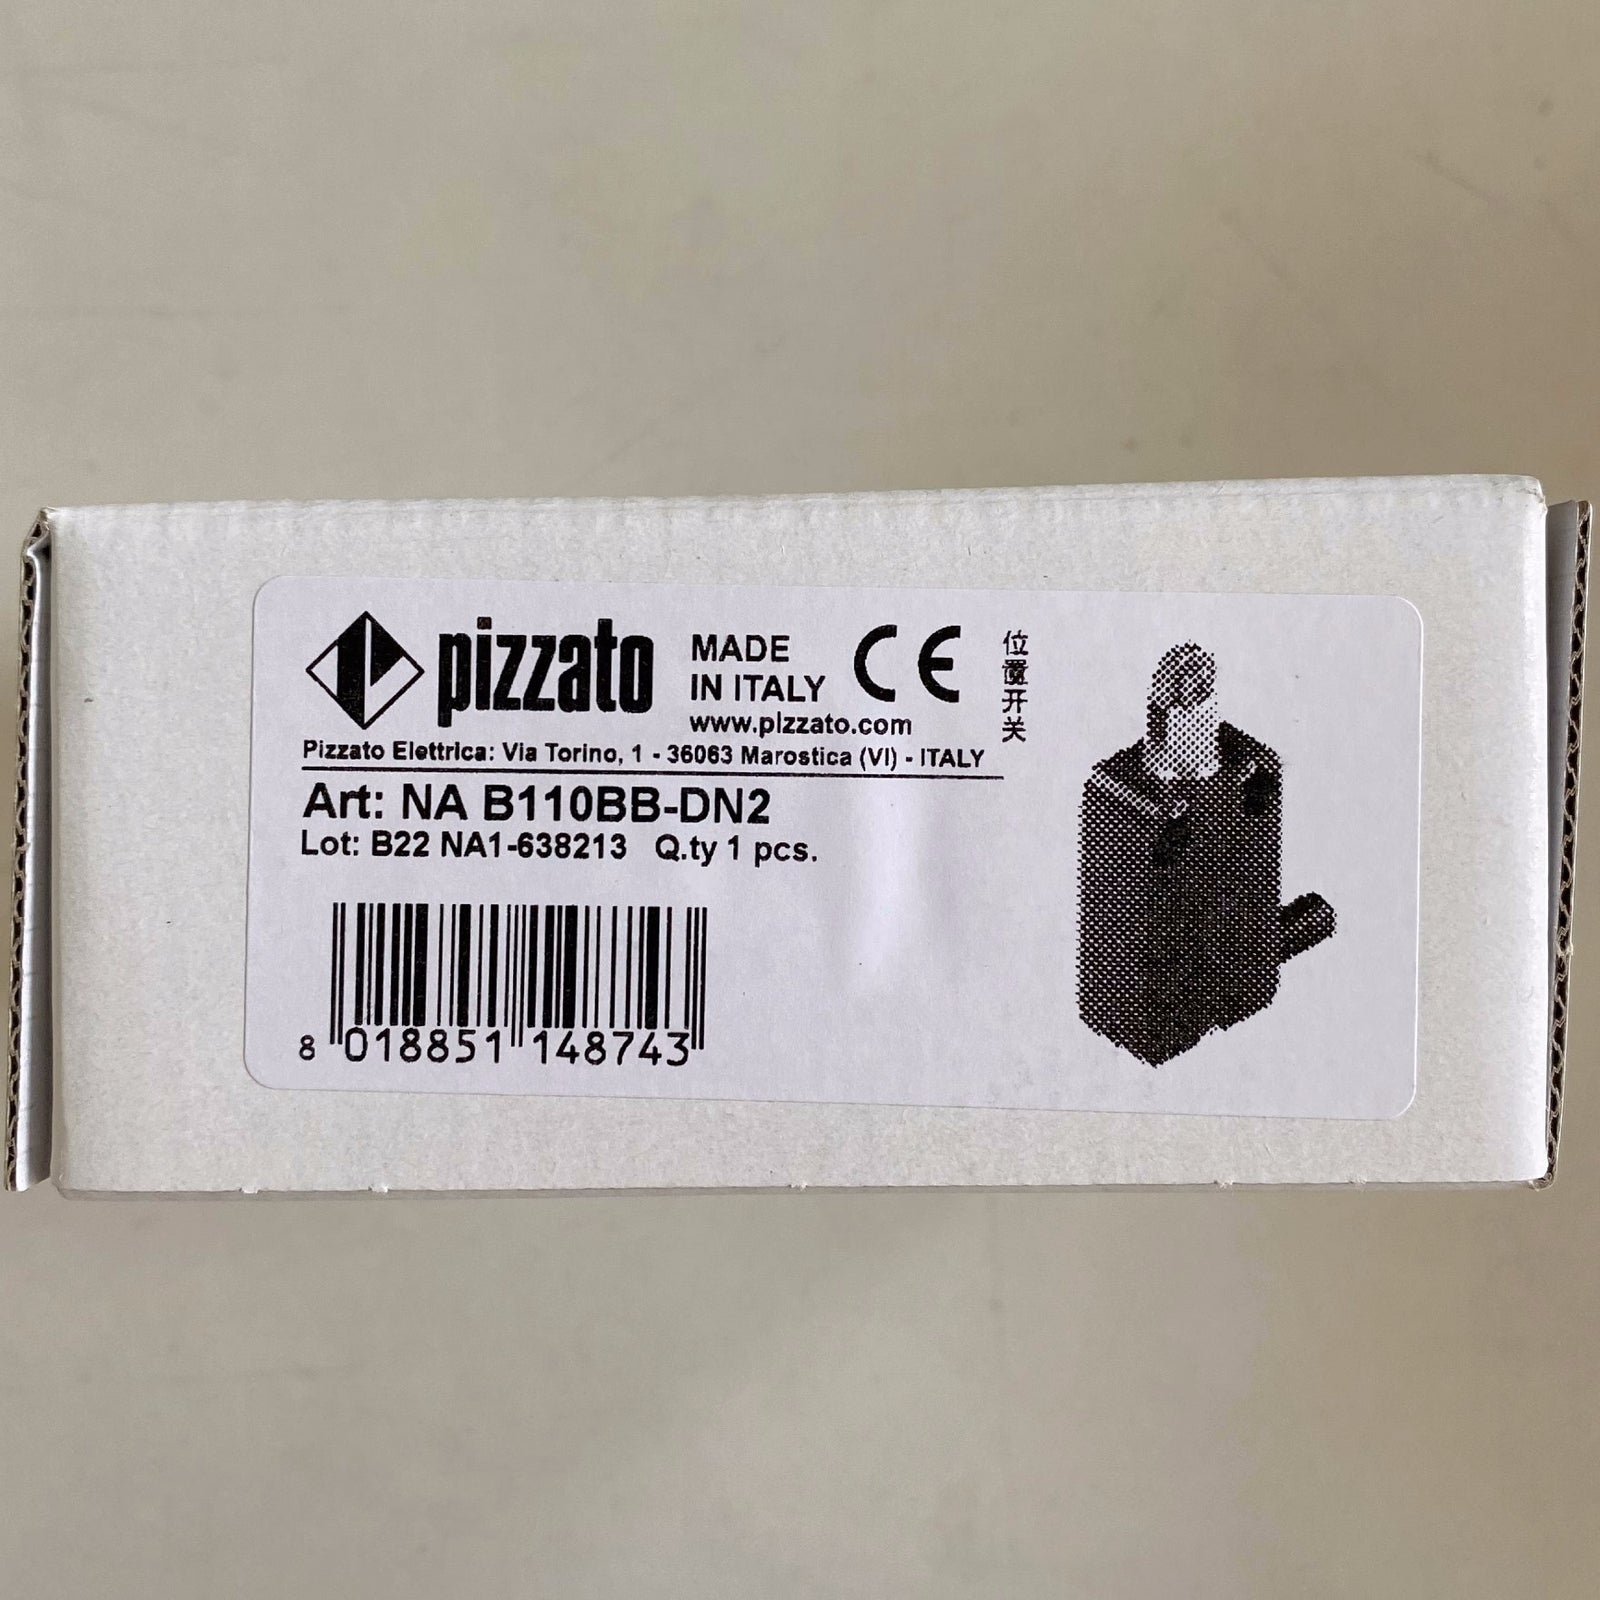 pizzato
MADE
IN ITALY
CE
www.pizzato.com
位置开关
Pizzato Elettrica: Via Torino, 1 - 36063 Marostica (VI) - ITALY
Art: NA B110BB-DN2
Lot: B22 NA1-638213 Q.ty 1 pcs.
8 018851 148743